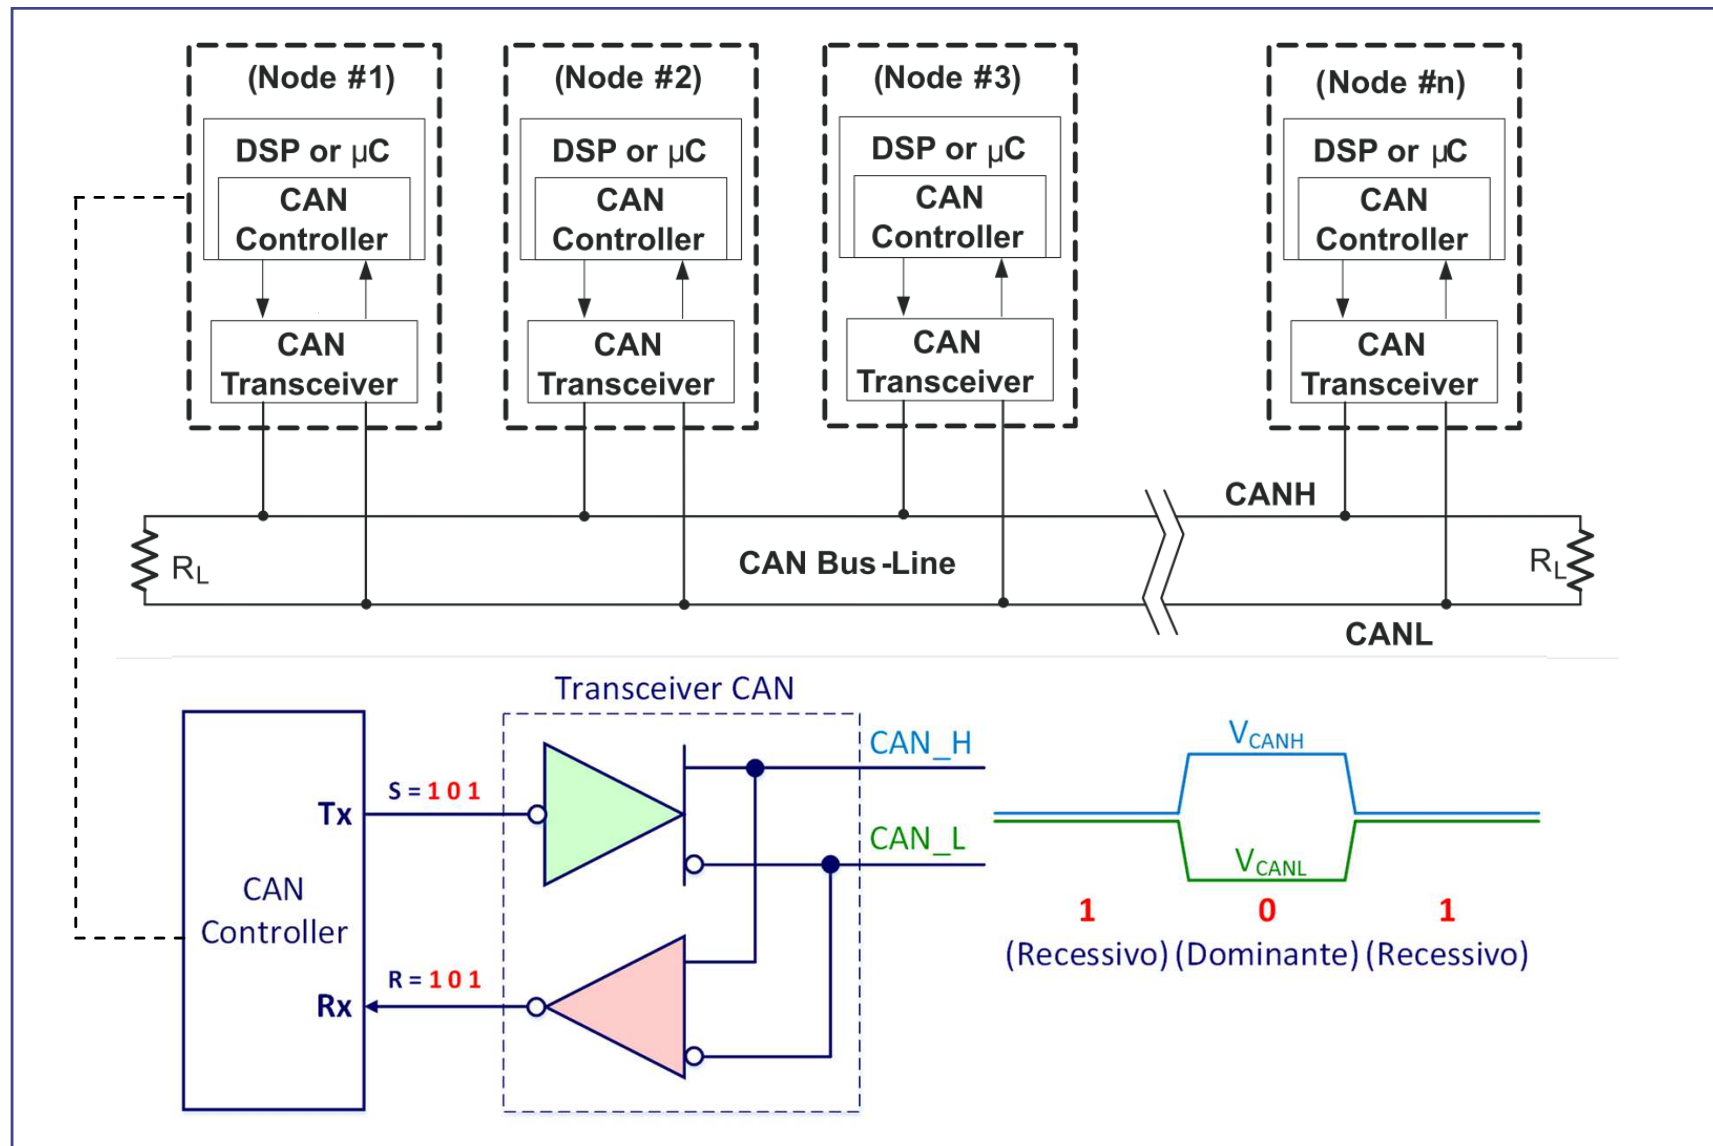 (Node #1)
DSP or µC
CAN
Controller
CAN
Transceiver
(Node #2)
DSP or µC
CAN
Controller
CAN
Transceiver
(Node #3)
DSP or µC
CAN
Controller
CAN
Transceiver
(Node #n)
DSP or µC
CAN
Controller
CAN
Transceiver
CANH
RL
CAN Bus-Line
RL
CANL
Transceiver CAN
CAN
Controller
Tx
S = 1 0 1
Rx
R = 1 0 1
CAN_H
CAN_L
VCANH
VCANL
1 0 1
(Recessivo) (Dominante) (Recessivo)